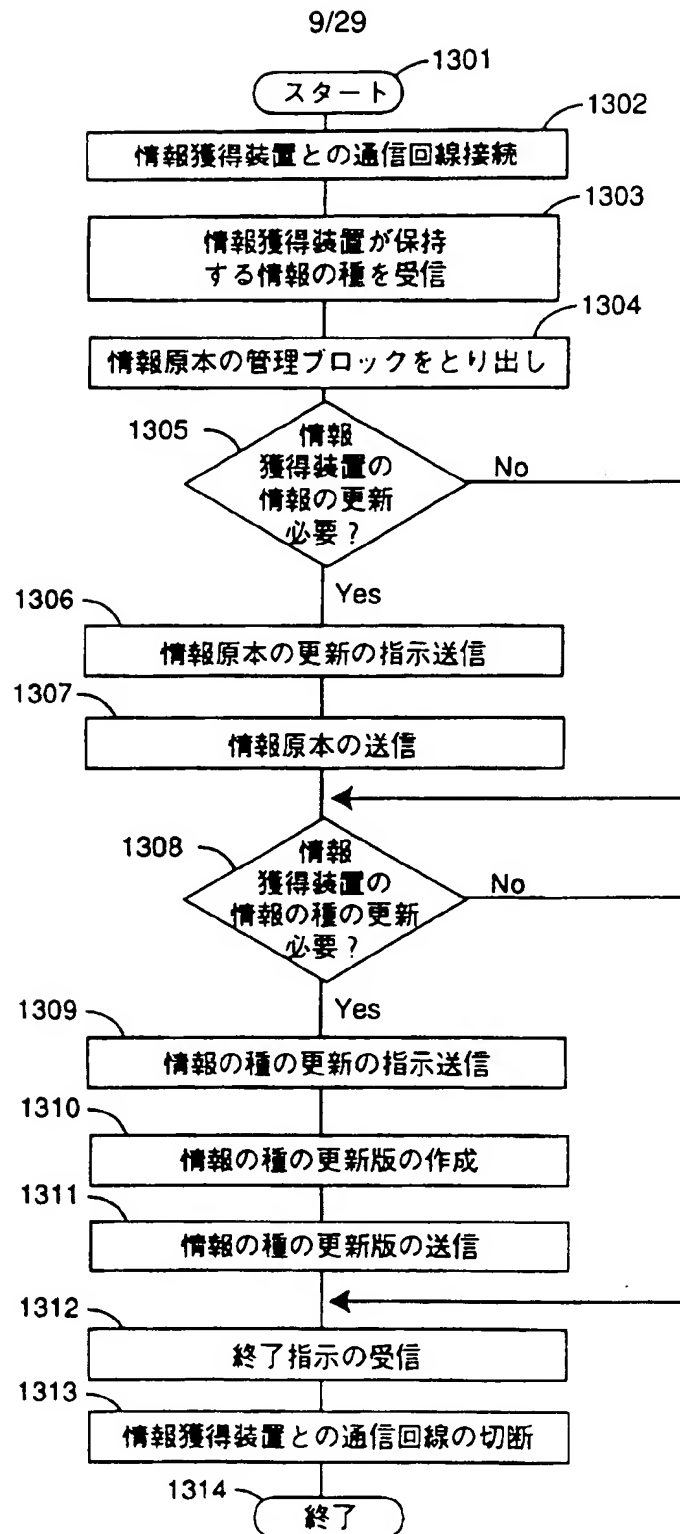 9/29
1301
スタート
1302
情報獲得装置との通信回線接続
1303
情報獲得装置が保持
する情報の種を受信
1304
情報原本の管理ブロックをとり出し
1305
情報
獲得装置の
情報の更新
必要?
No
Yes
1306
情報原本の更新の指示送信
1307
情報原本の送信
1308
情報
獲得装置の
情報の種の更新
必要?
No
Yes
1309
情報の種の更新の指示送信
1310
情報の種の更新版の作成
1311
情報の種の更新版の送信
1312
終了指示の受信
1313
情報獲得装置との通信回線の切断
1314
終了